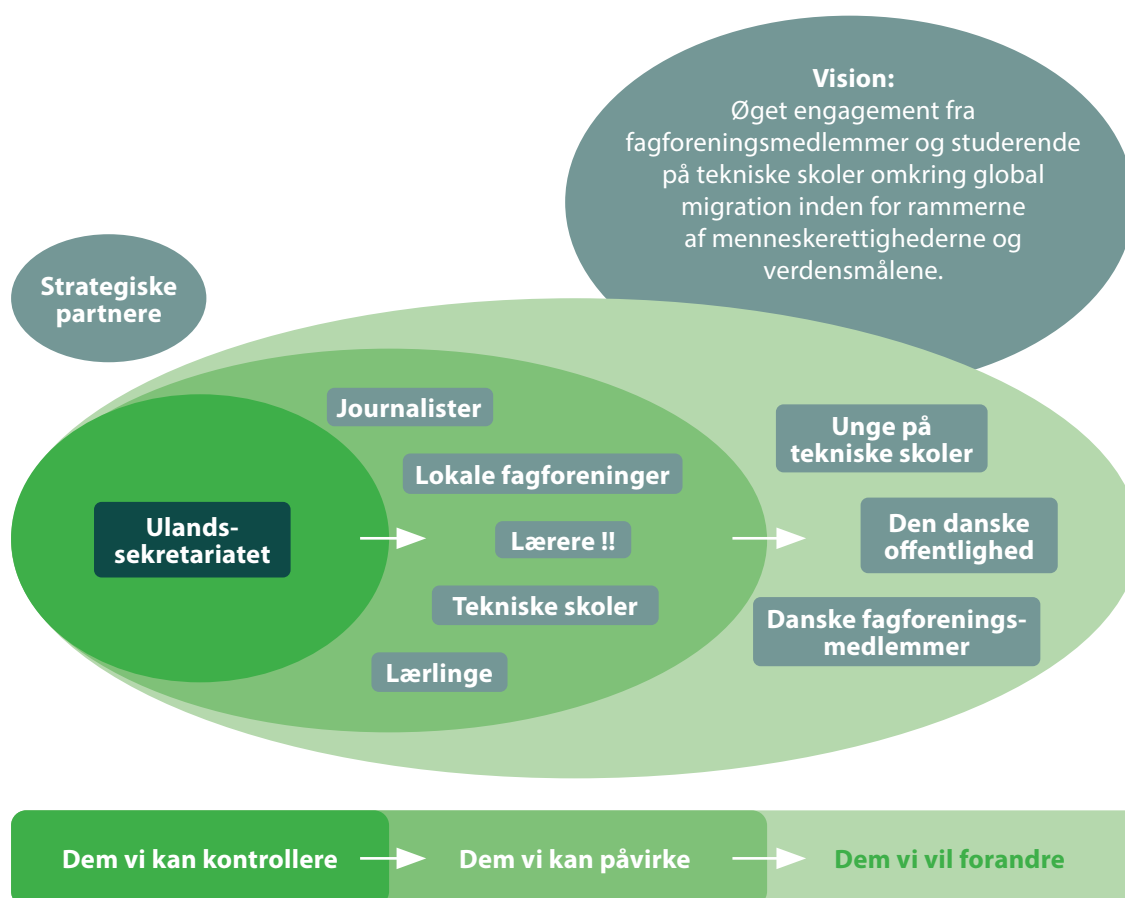 Vision:
Øget engagement fra
fagforeningsmedlemmer og studerende
på tekniske skoler omkring global
migration inden for rammerne
af menneskerettighederne og
verdensmålene.
Strategiske
partnere
Ulands-
sekretariatet
Journalister
Lokale fagforeninger
Lærere !!
Tekniske skoler
Lærlinge
Unge på
tekniske skoler
Den danske
offentlighed
Danske fagforenings-
medlemmer
Dem vi kan kontrollere
Dem vi kan påvirke
Dem vi vil forandre